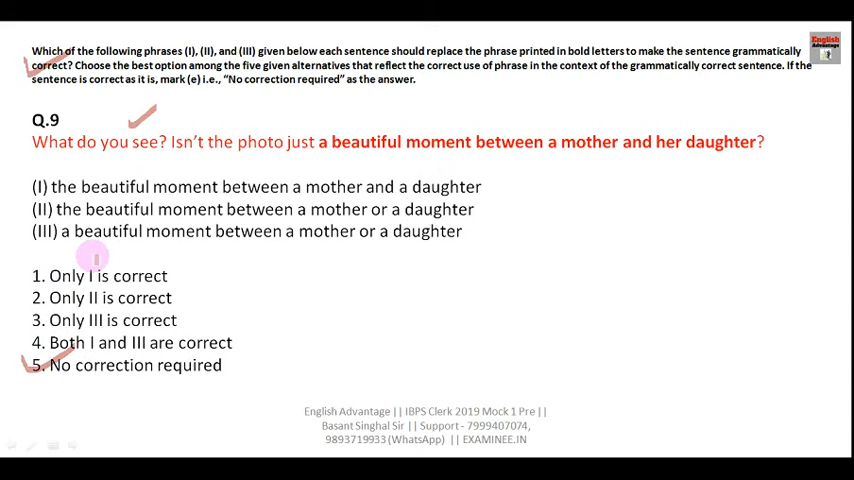 English
Advantage
Which of the following phrases (I), (II), and (III) given below each sentence should replace the phrase printed in bold letters to make the sentence grammatically
correct? Choose the best option among the five given alternatives that reflect the correct use of phrase in the context of the grammatically correct sentence. If the
sentence is correct as it is, mark (e) i.e., “No correction required” as the answer.
Q.9
What do you see? Isn’t the photo just a beautiful moment between a mother and her daughter?
(I) the beautiful moment between a mother and a daughter
(II) the beautiful moment between a mother or a daughter
(III) a beautiful moment between a mother or a daughter
1. Only I is correct
2. Only II is correct
3. Only III is correct
4. Both I and III are correct
5. No correction required
English Advantage || IBPS Clerk 2019 Mock 1 Pre ||
Basant Singhal Sir || Support - 7999407074,
9893719933 (WhatsApp) || EXAMINEE.IN